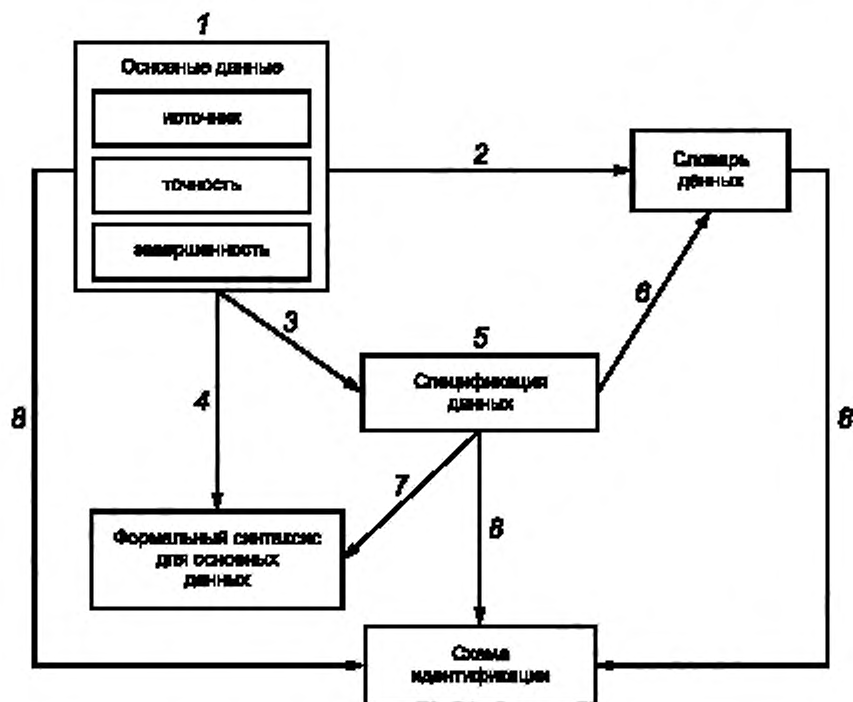 1
Основные данные
источник
2
Словарь
данных
точность
завершенность
3
5
6
Спецификация
данных
4
8
8
7
8
Формальный синтаксис
для основных
данных
Схема
идентификации